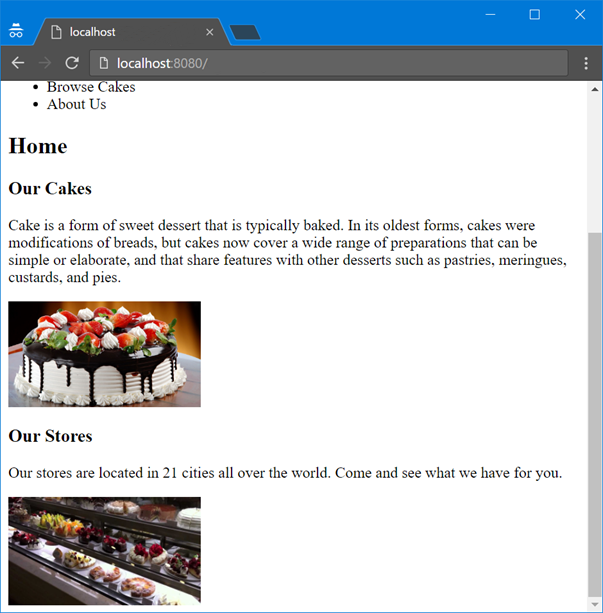 localhost
localhost:8080/
Browse Cakes
About Us
Home
Our Cakes
Cake is a form of sweet dessert that is typically baked. In its oldest forms, cakes were
modifications of breads, but cakes now cover a wide range of preparations that can be
simple or elaborate, and that share features with other desserts such as pastries, meringues,
custards, and pies.
Our Stores
Our stores are located in 21 cities all over the world. Come and see what we have for you.